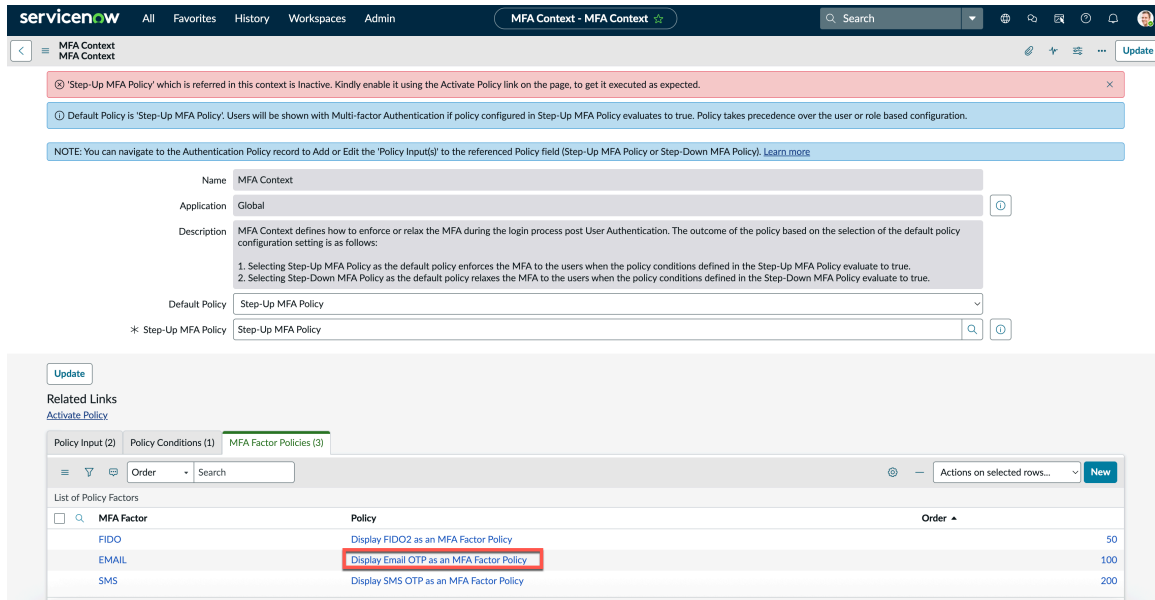 servicenow All Favorites History Workspaces Admin MFA Context - MFA Context Search
MFA Context
MFA Context
Update
'Step-Up MFA Policy' which is referred in this context is Inactive. Kindly enable it using the Activate Policy link on the page, to get it executed as expected.
Default Policy is 'Step-Up MFA Policy'. Users will be shown with Multi-factor Authentication if policy configured in Step-Up MFA Policy evaluates to true. Policy takes precedence over the user or role based configuration.
NOTE: You can navigate to the Authentication Policy record to Add or Edit the 'Policy Input(s)' to the referenced Policy field (Step-Up MFA Policy or Step-Down MFA Policy). Learn more
Name MFA Context
Application Global
Description MFA Context defines how to enforce or relax the MFA during the login process post User Authentication. The outcome of the policy based on the selection of the default policy
configuration setting is as follows:
1. Selecting Step-Up MFA Policy as the default policy enforces the MFA to the users when the policy conditions defined in the Step-Up MFA Policy evaluate to true.
2. Selecting Step-Down MFA Policy as the default policy relaxes the MFA to the users when the policy conditions defined in the Step-Down MFA Policy evaluate to true.
Default Policy Step-Up MFA Policy
Step-Up MFA Policy Step-Up MFA Policy
Update
Related Links
Activate Policy
Policy Input (2) Policy Conditions (1) MFA Factor Policies (3)
Order Search Actions on selected rows... New
List of Policy Factors
MFA Factor Policy Order
FIDO Display FIDO2 as an MFA Factor Policy 50
EMAIL Display Email OTP as an MFA Factor Policy 100
SMS Display SMS OTP as an MFA Factor Policy 200